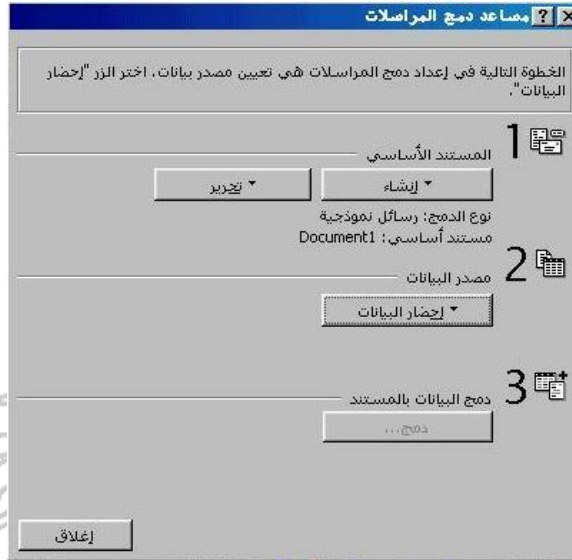 مساعد دمج المراسلات
الخطوة التالية في إعداد دمج المراسلات هي تعيين مصدر بيانات. اختر الزر "إحضار
البيانات".
1 المستند الأساسي
إنشاء تحرير
نوع الدمج: رسائل نموذجية
مستند أساسي: Document1
2 مصدر البيانات
إحضار البيانات
3 دمج البيانات بالمستند
دمج...
إغلاق